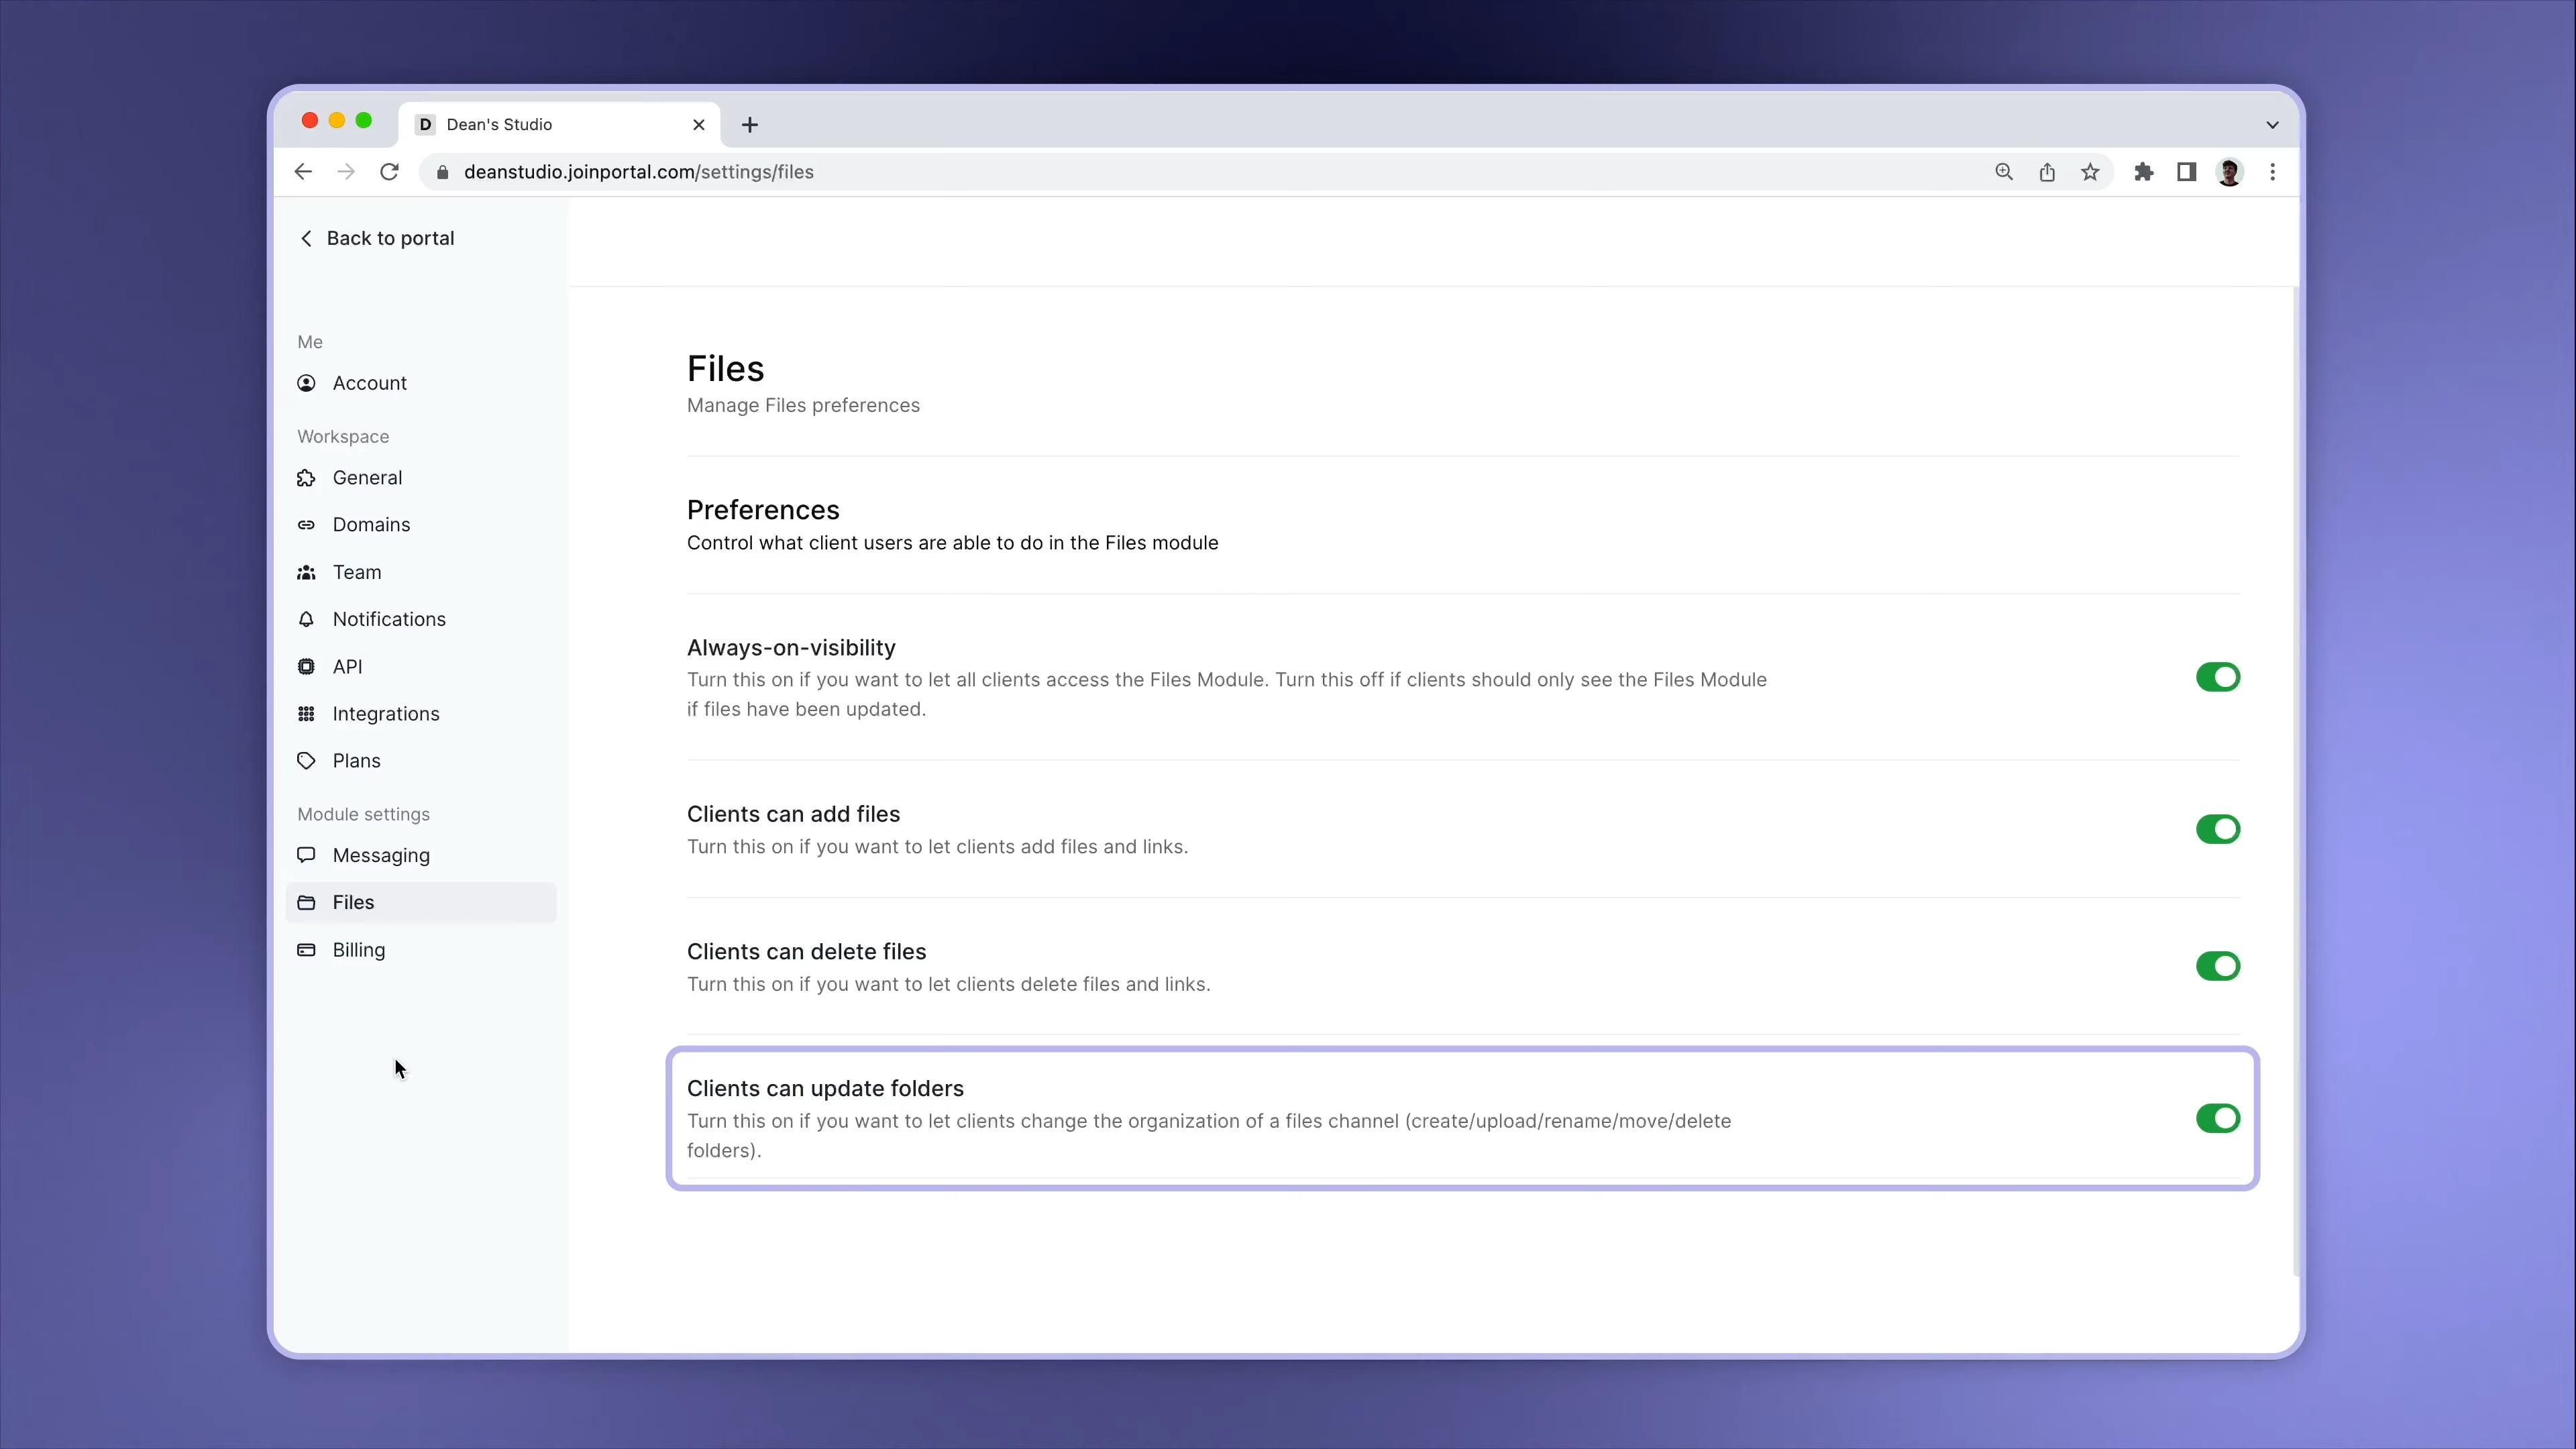 D Dean's Studio
deanstudio.joinportal.com/settings/files
Back to portal
Me
Account
Workspace
General
Domains
Team
Notifications
API
Integrations
Plans
Module settings
Messaging
Files
Billing
Files
Manage Files preferences
Preferences
Control what client users are able to do in the Files module
Always-on-visibility
Turn this on if you want to let all clients access the Files Module. Turn this off if clients should only see the Files Module
if files have been updated.
Clients can add files
Turn this on if you want to let clients add files and links.
Clients can delete files
Turn this on if you want to let clients delete files and links.
Clients can update folders
Turn this on if you want to let clients change the organization of a files channel (create/upload/rename/move/delete
folders).